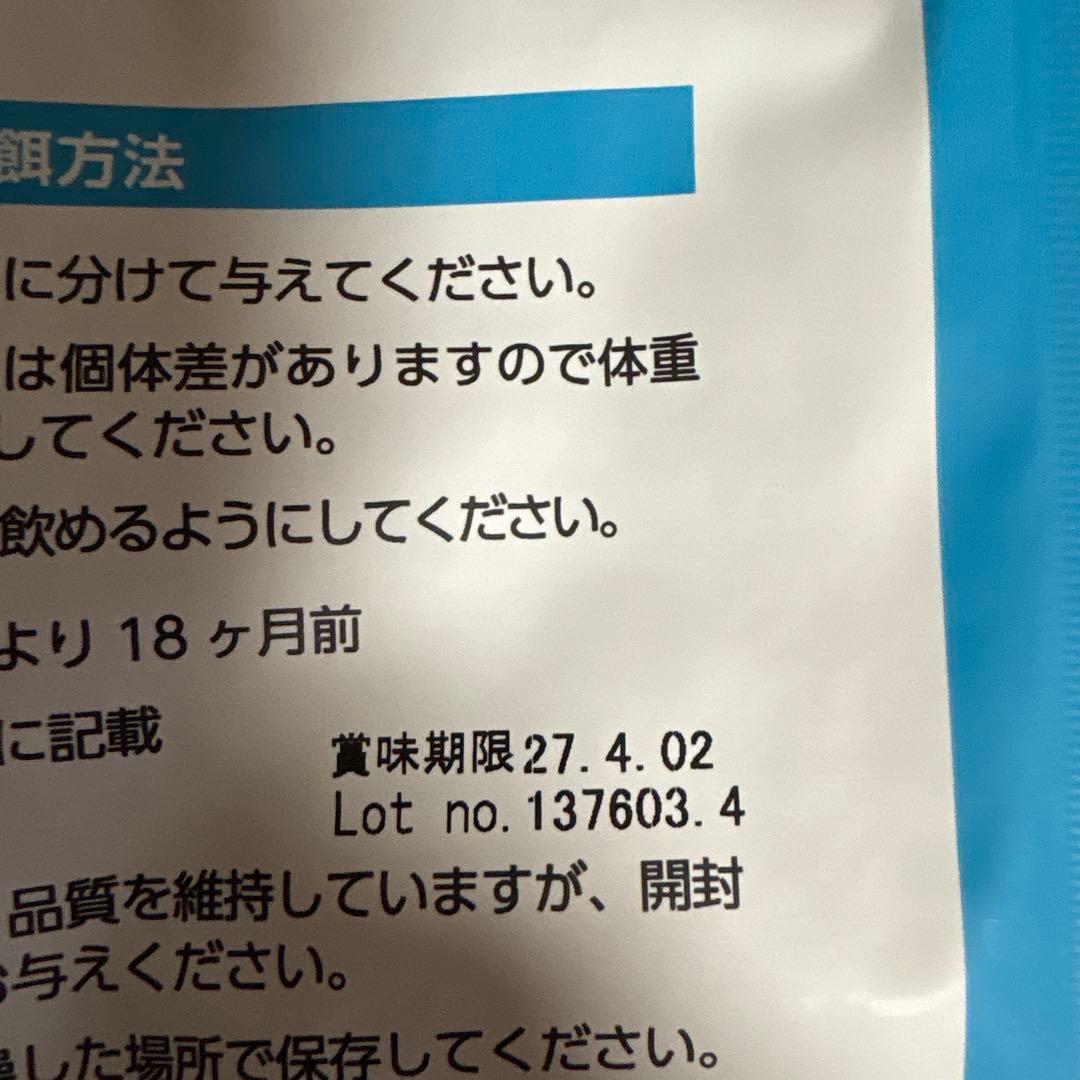 餌方法
に分けて与えてください。
は個体差がありますので体重
してください。
飲めるようにしてください。
より 18 ヶ月前
に記載
賞味期限27.4.02
Lot no.137603.4
品質を維持していますが、開封
与えください。
した場所で保存してください。